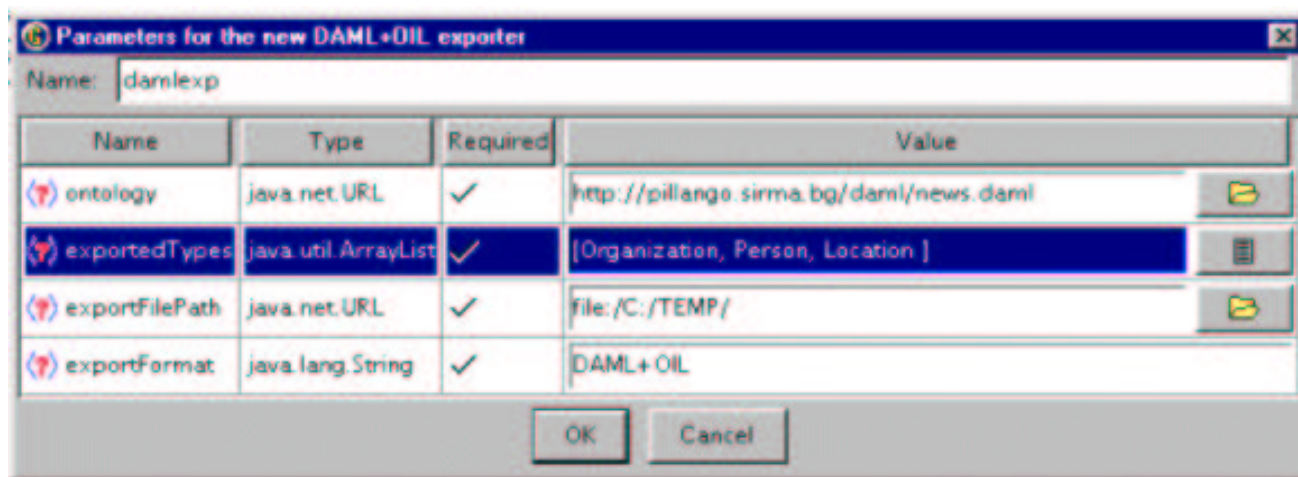 Parameters for the new DAML+OIL exporter
Name: damlexp
Name Type Required Value
ontology java.net.URL http://pillango.sirma.bg/daml/news.daml
exportedTypes java.util.ArrayList [Organization, Person, Location ]
exportFilePath java.net.URL file:/C:/TEMP/
exportFormat java.lang.String DAML+OIL
OK Cancel